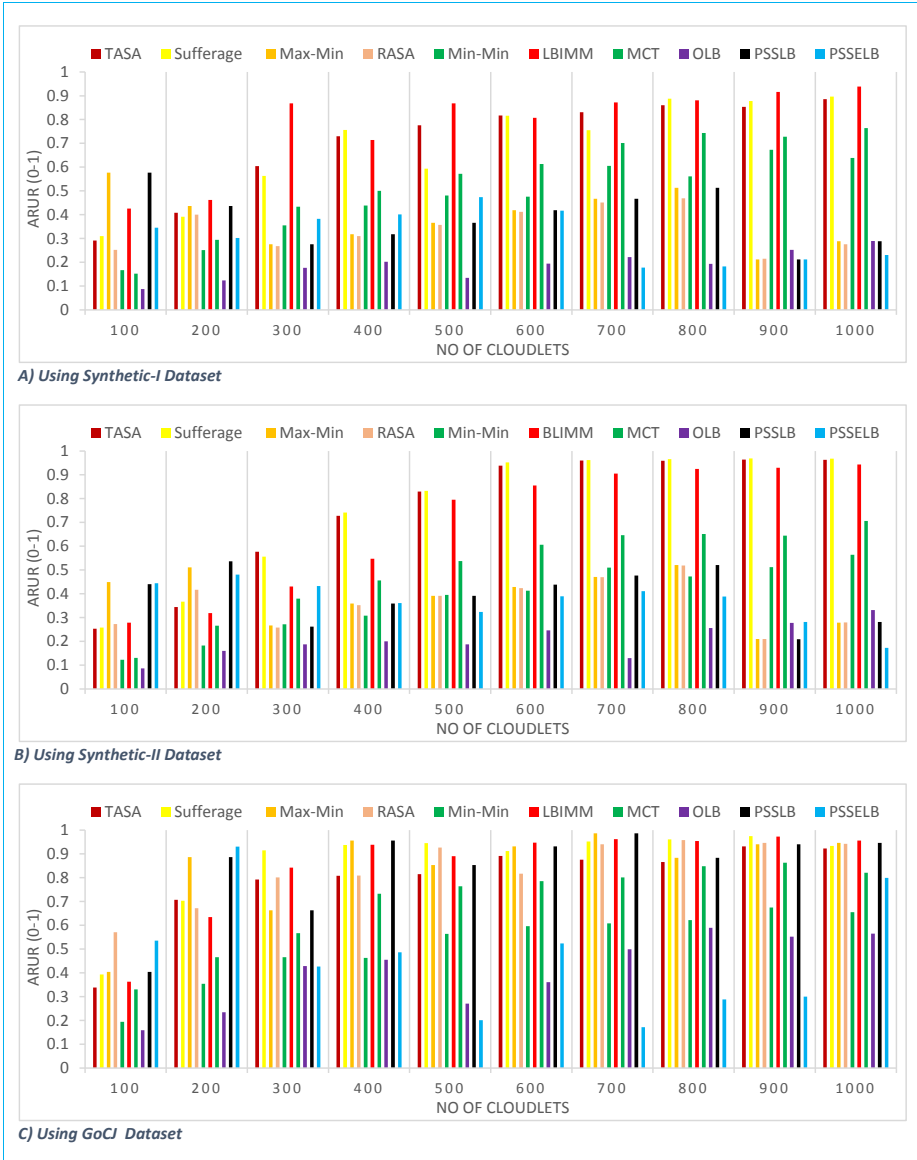 TASA Sufferage Max-Min RASA Min-Min LBIMM MCT OLB PSSLB PSSELB
1
0.9
0.8
0.7
0.6
0.5
0.4
0.3
0.2
0.1
0
ARUR (0-1)
100 200 300 400 500 600 700 800 900 1000
NO OF CLOUDLETS
A) Using Synthetic-I Dataset
TASA Sufferage Max-Min RASA Min-Min BLIMM MCT OLB PSSLB PSSELB
1
0.9
0.8
0.7
0.6
0.5
0.4
0.3
0.2
0.1
0
ARUR (0-1)
100 200 300 400 500 600 700 800 900 1000
NO OF CLOUDLETS
B) Using Synthetic-II Dataset
TASA Sufferage Max-Min RASA Min-Min LBIMM MCT OLB PSSLB PSSELB
1
0.9
0.8
0.7
0.6
0.5
0.4
0.3
0.2
0.1
0
ARUR (0-1)
100 200 300 400 500 600 700 800 900 1000
NO OF CLOUDLETS
C) Using GoCJ Dataset